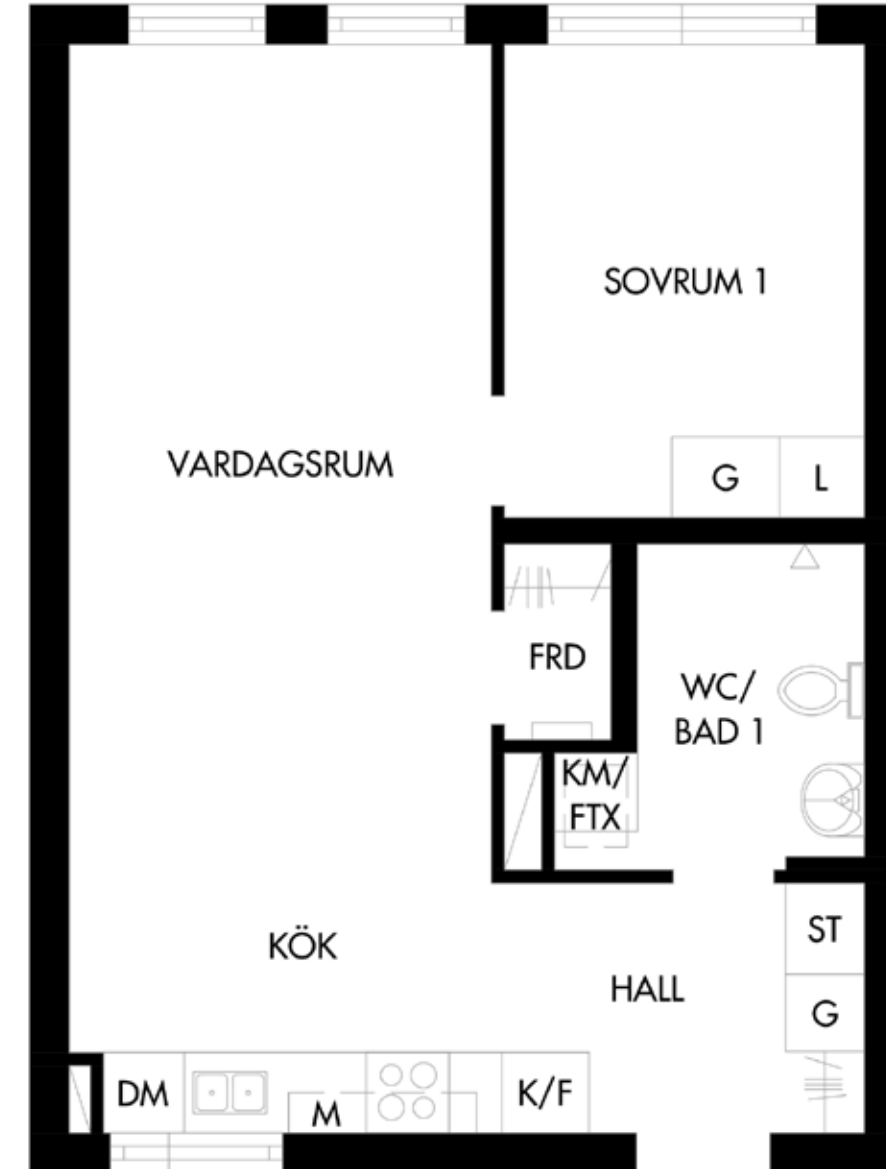 SOVRUM 1
VARDAGSRUM
G
L
FRD
WC/
BAD 1
KM/
FTX
ST
KÖK
HALL
G
DM
M
K/F